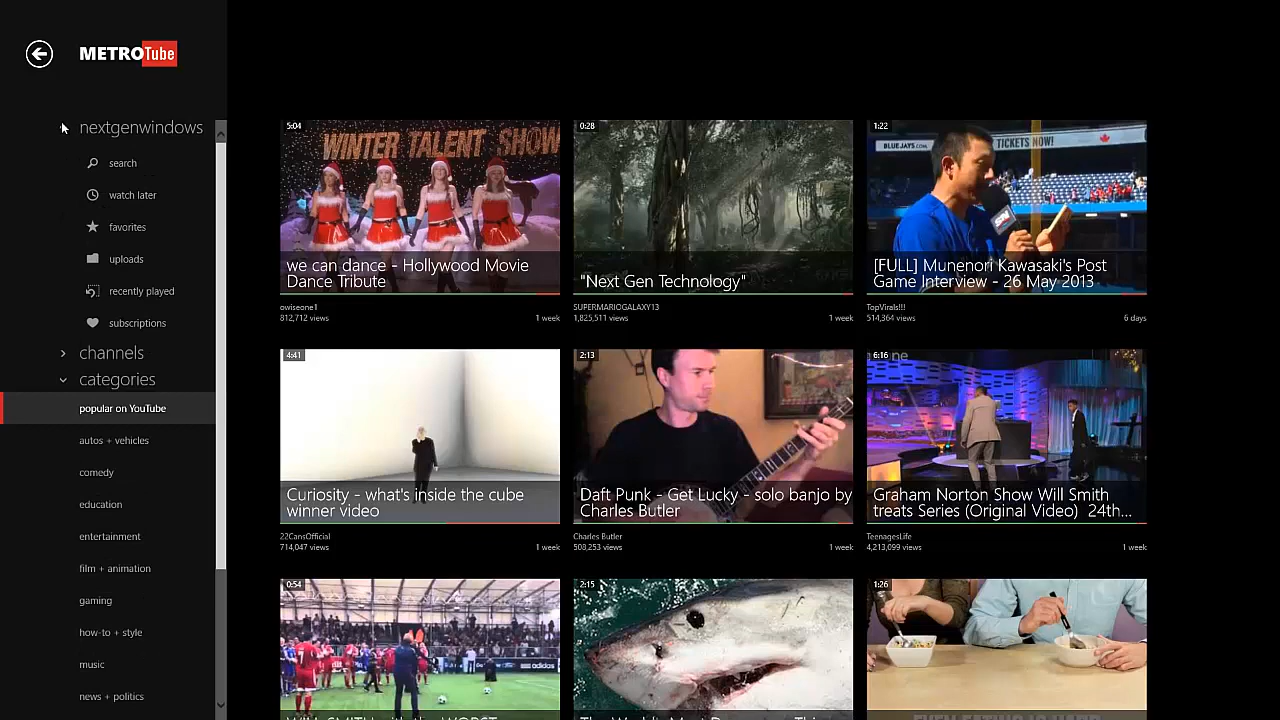 METROTube
nextgenwindows
search
watch later
favorites
uploads
recently played
subscriptions
channels
categories
popular on YouTube
autos + vehicles
comedy
education
entertainment
film + animation
gaming
how-to + style
music
news + politics
5:04
WINTER TALENT SHOW
we can dance - Hollywood Movie
Dance Tribute
owiseone1
812,712 views
1 week
0:28
"Next Gen Technology"
SUPERMARIOGALAXY13
1,825,511 views
1 week
1:22
BLUEJAYS.COM
TICKETS NOW!
[FULL] Munenori Kawasaki's Post
Game Interview - 26 May 2013
TopVirals!!!
514,364 views
6 days
4:41
Curiosity - what's inside the cube
winner video
22CansOfficial
714,047 views
1 week
2:13
Daft Punk - Get Lucky - solo banjo by
Charles Butler
Charles Butler
508,253 views
1 week
6:16
Graham Norton Show Will Smith
treats Series (Original Video) 24th...
TeenagesLife
4,213,099 views
1 week
0:54
adidas
2:15
1:26